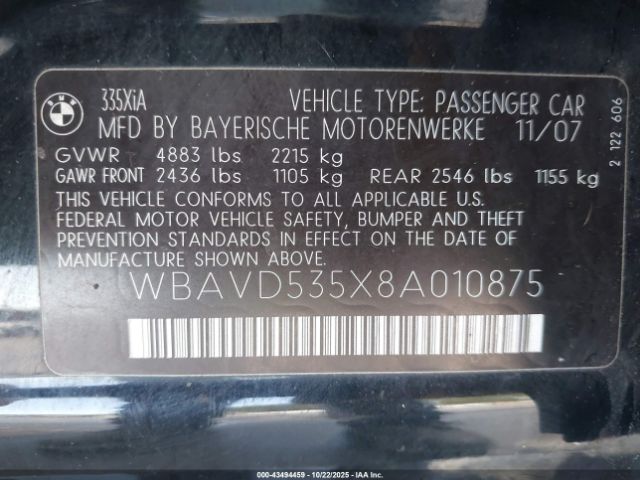 BMW
335XiA VEHICLE TYPE: PASSENGER CAR
MFD BY BAYERISCHE MOTORENWERKE 11/07
GVWR 4883 lbs 2215 kg
GAWR FRONT 2436 lbs 1105 kg REAR 2546 lbs 1155 kg
THIS VEHICLE CONFORMS TO ALL APPLICABLE U.S.
FEDERAL MOTOR VEHICLE SAFETY, BUMPER AND THEFT
PREVENTION STANDARDS IN EFFECT ON THE DATE OF
MANUFACTURE SHOWN ABOVE.
WBAVD535X8A010875
2 122 606
000-43494459 - 10/22/2025 - IAA Inc.